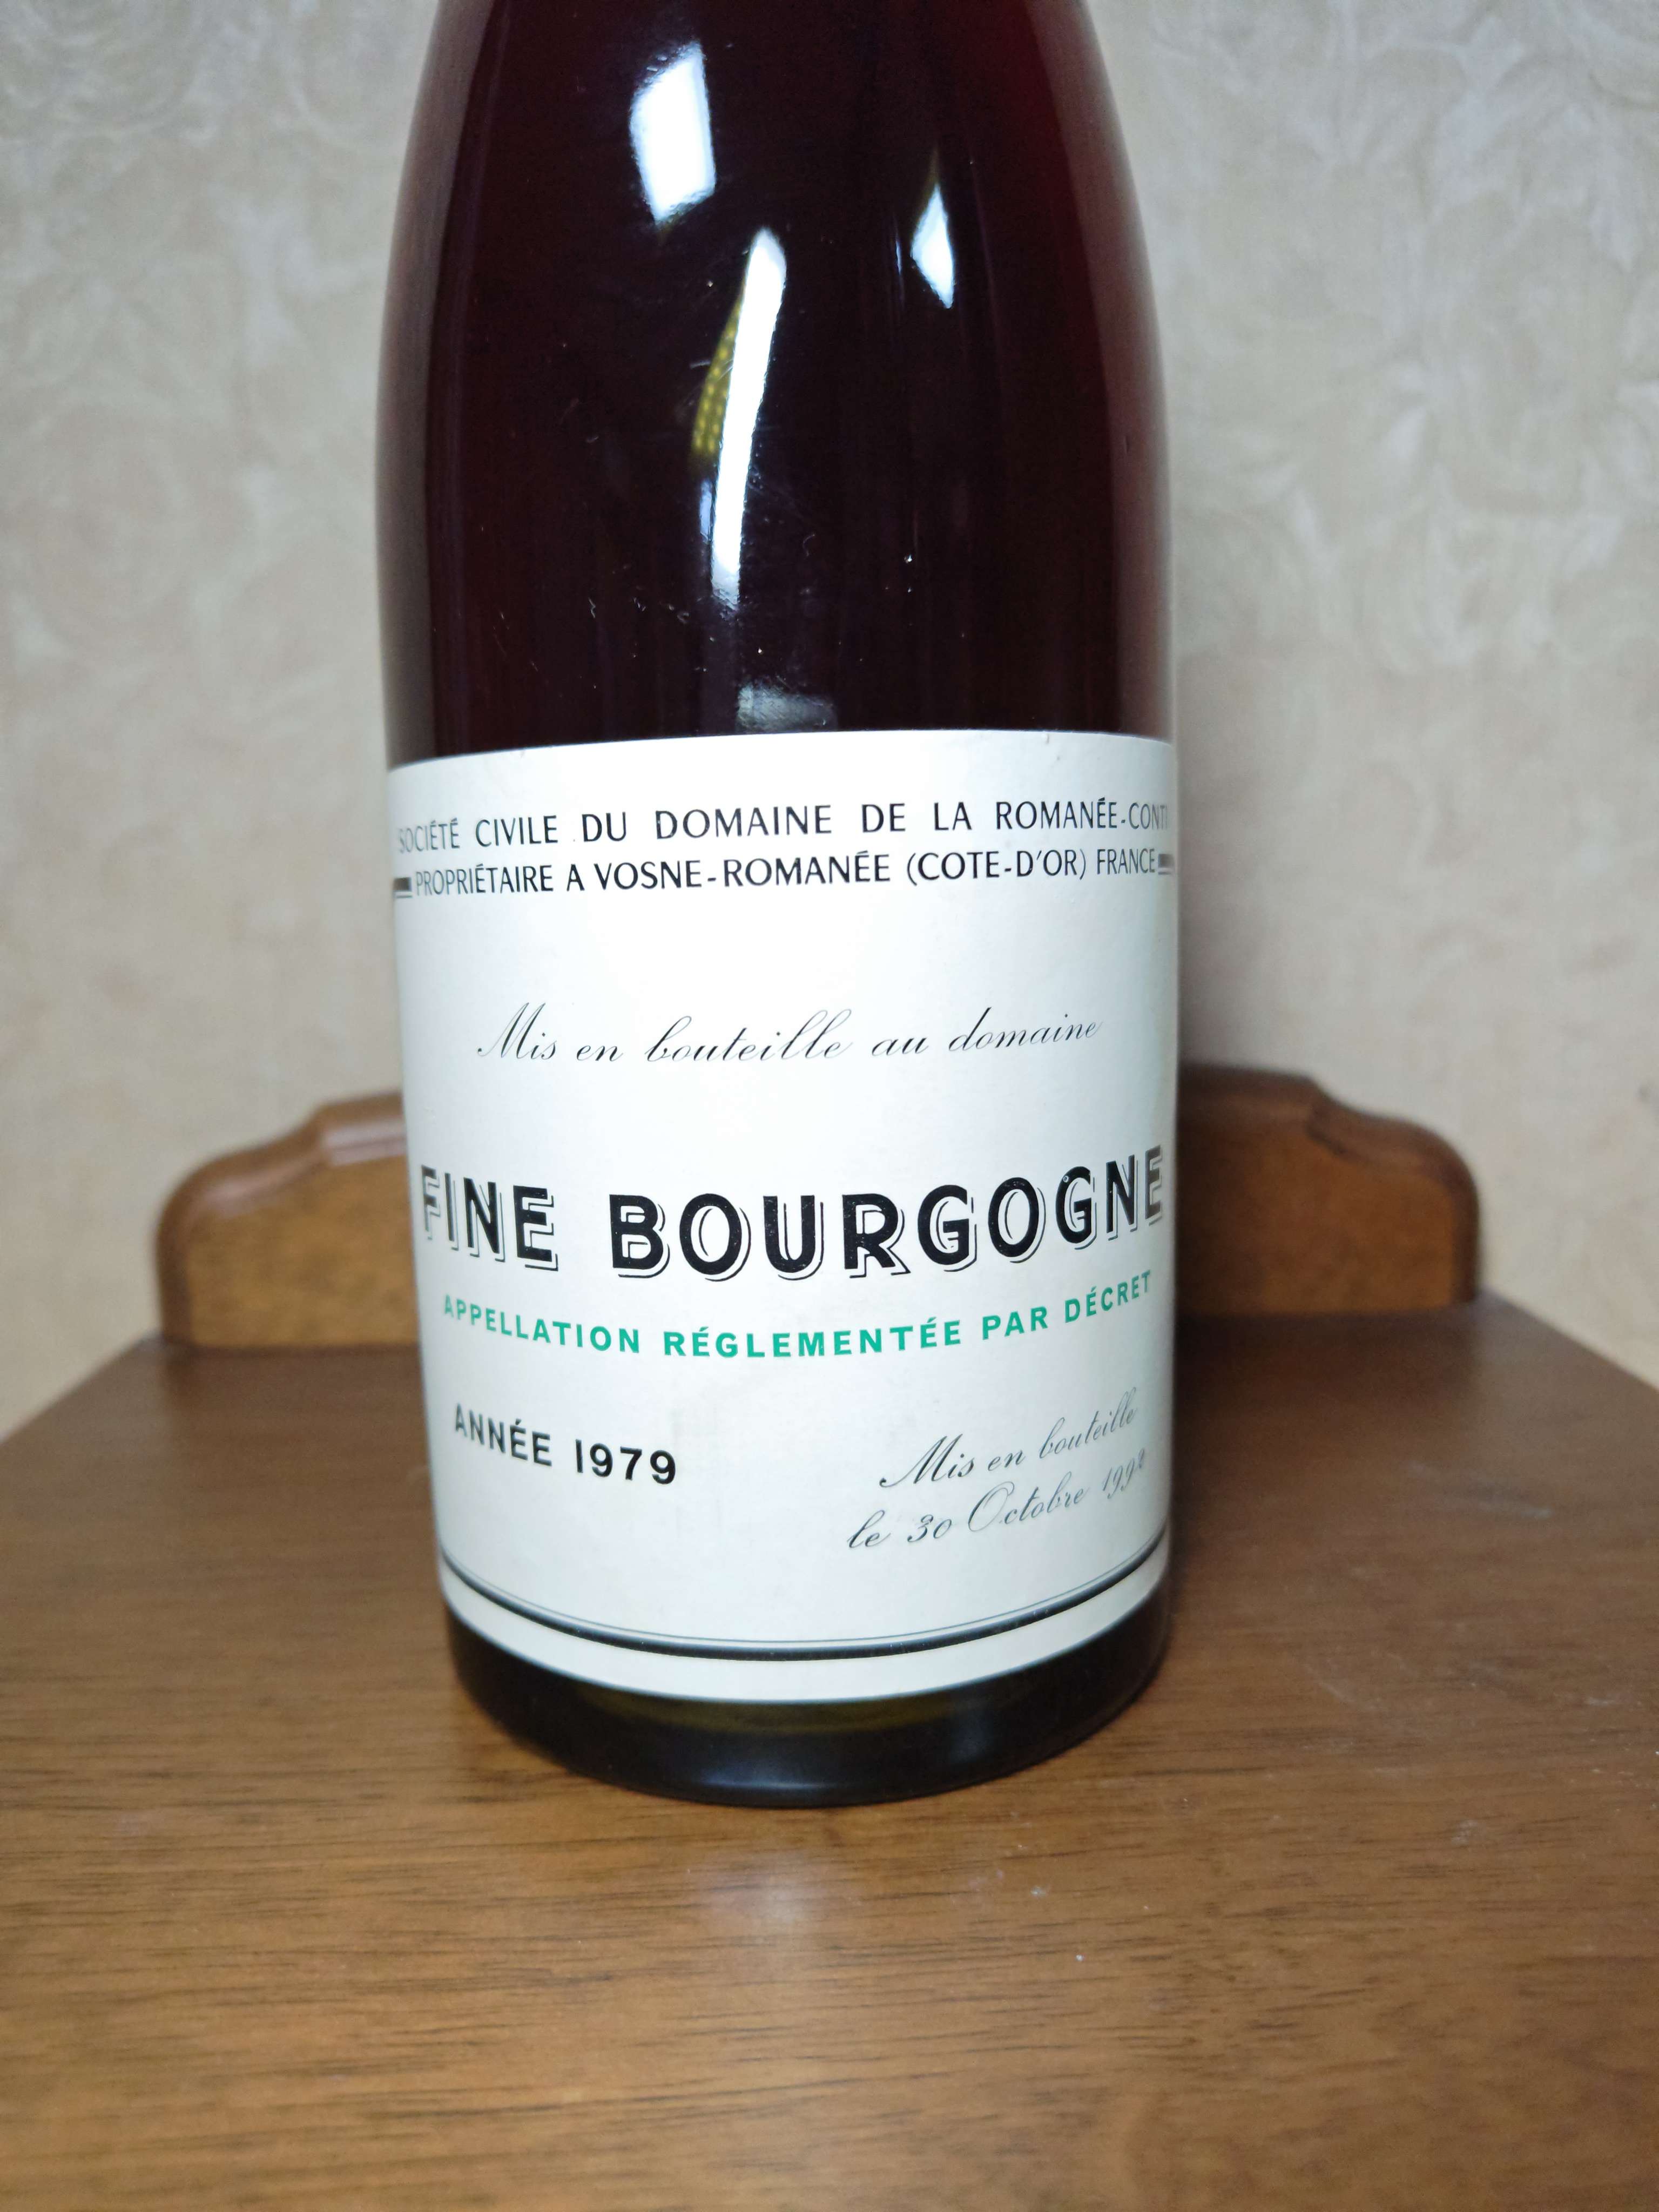 SOCIÉTÉ CIVILE DU DOMAINE DE LA ROMANÉE-CONTI
PROPRIÉTAIRE A VOSNE-ROMANÉE (COTE-D'OR) FRANCE
Mis en bouteille au domaine
FINE BOURGOGNE
APPELLATION RÉGLEMENTÉE PAR DÉCRET
ANNÉE 1979
Mis en bouteille
le 30 Octobre 1992